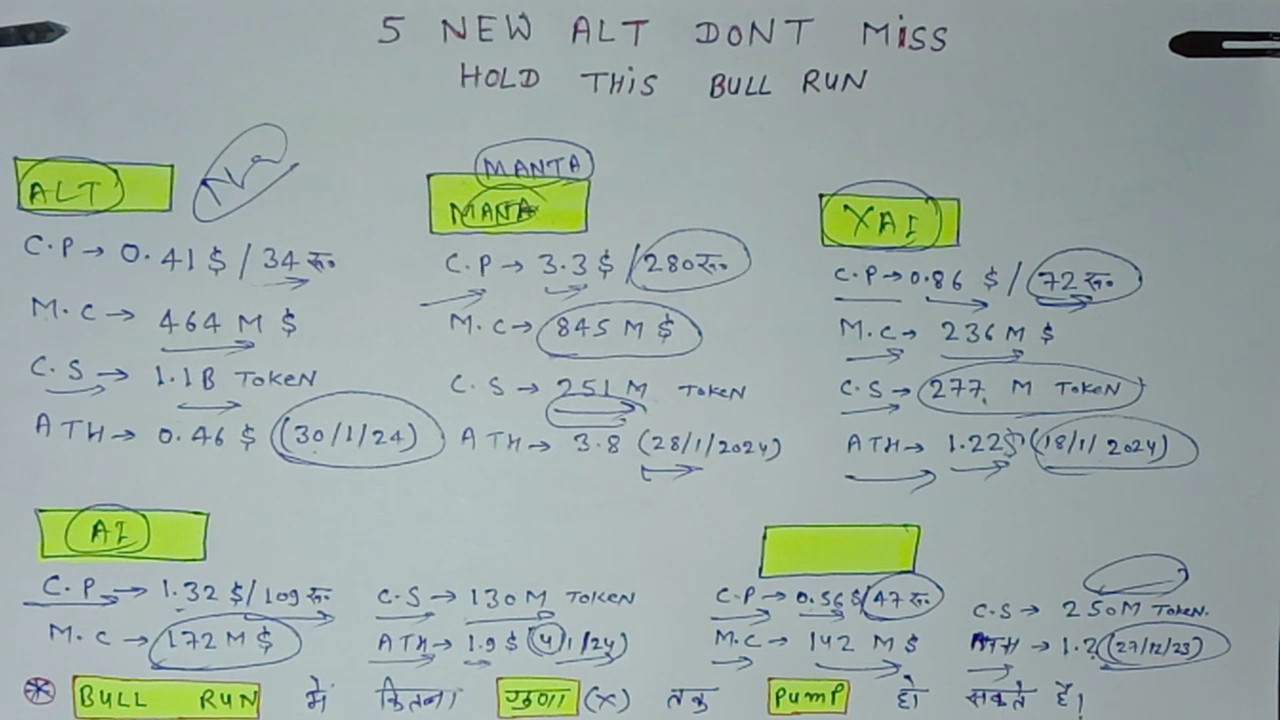 5 NEW ALT DONT MiSS
HOLD THiS BULL RUN
ALT
C.P → 0.41 $ / 34 रू.
M.C → 464 M $
C.S → 1.1 B TOKEN
ATH → 0.46 $ (30/1/24)
MANTA
C.P → 3.3 $ / 280 रू.
M.C → 845 M $
C.S → 251 M TOKEN
ATH → 3.8 (28/1/2024)
XAI
C.P → 0.86 $ / 72 रू.
M.C → 236 M $
C.S → 277 M TOKEN
ATH → 1.22 $ (18/1/2024)
AI
C.P → 1.32 $ / 109 रू.
M.C → 172 M $
C.S → 130 M TOKEN
ATH → 1.9 $ (4/1/24)
C.P → 0.56 $ / 47 रू.
M.C → 142 M $
C.S → 250M TOKEN.
ATH → 1.2 (27/12/23)
BULL RUN में कितना गुणा (X) तक PUMP हो सकते हैं।